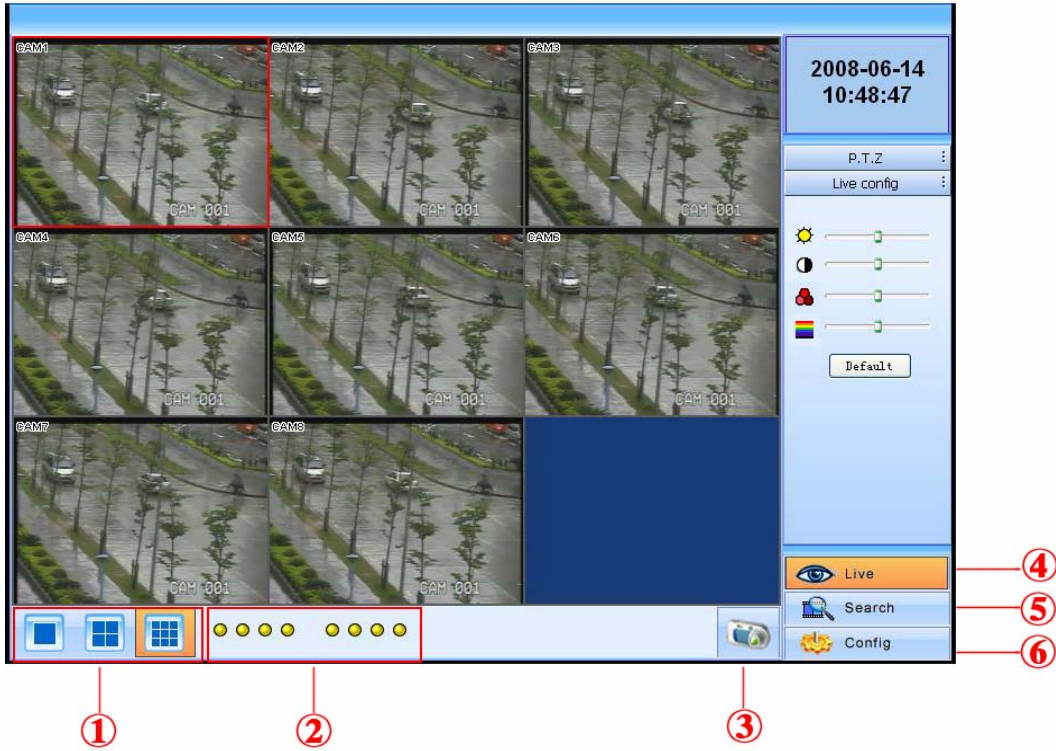 CAM1 CAM2 CAM3
2008-06-14
10:48:47
P.T.Z
Live config
CAM 001 CAM 001 CAM 001
CAM4 CAM5 CAM6
Default
CAM 001 CAM 001 CAM 001
CAM7 CAM8
Live
CAM 001 CAM 001
Search
Config
④
⑤
⑥
① ② ③